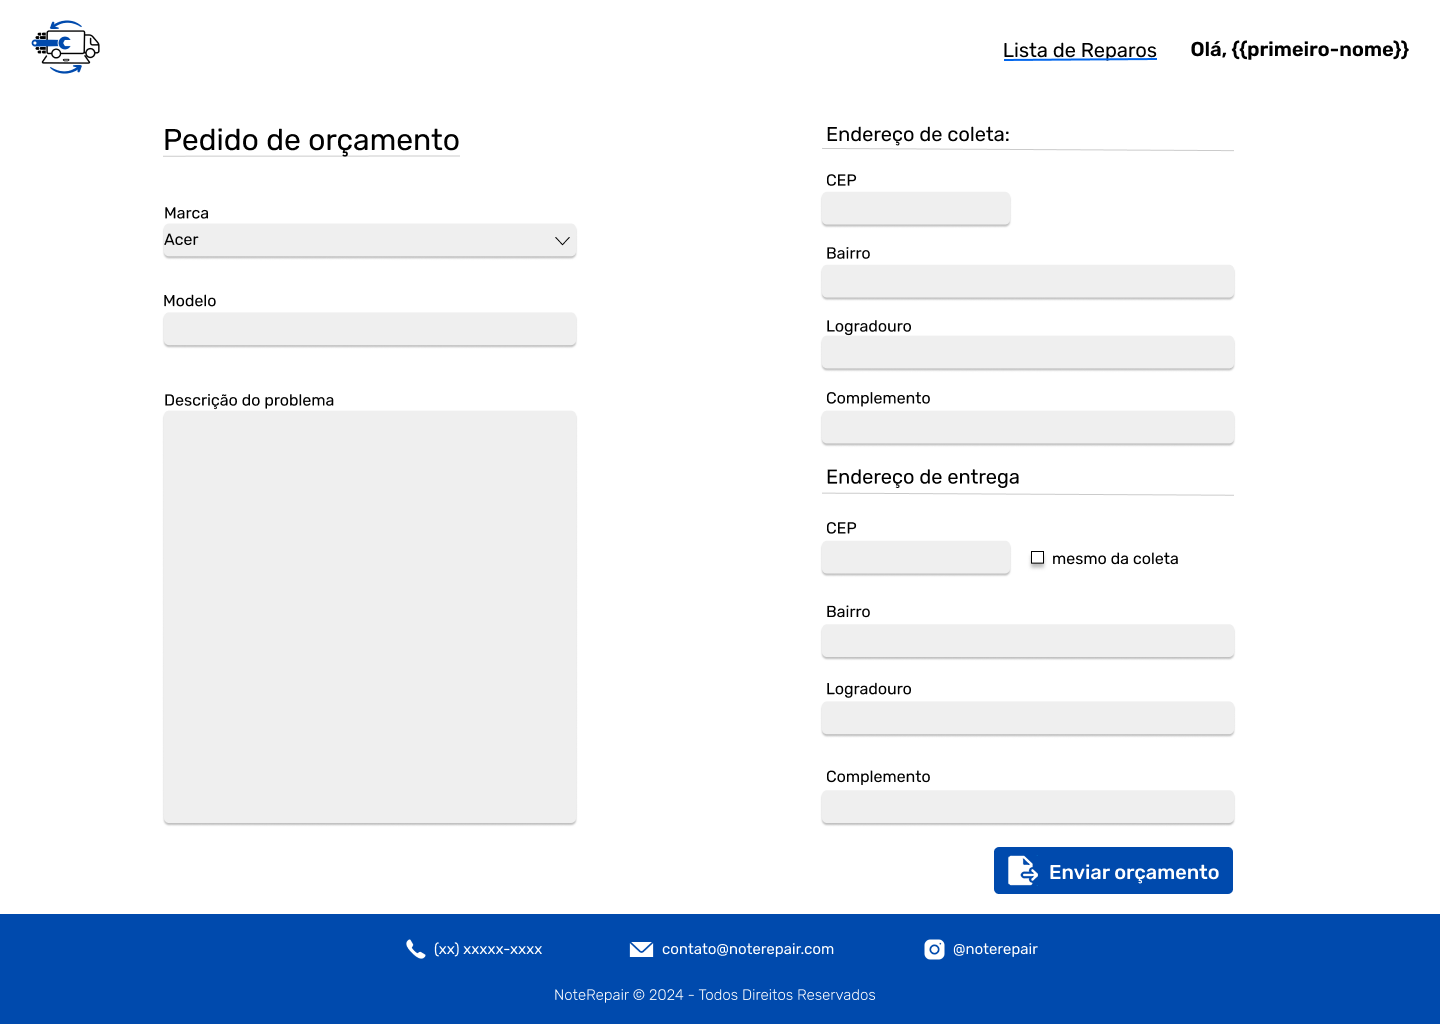 Lista de Reparos
Olá, {{primeiro-nome}}
Pedido de orçamento
Marca
Acer
Modelo
Descrição do problema
Endereço de coleta:
CEP
Bairro
Logradouro
Complemento
Endereço de entrega
CEP
mesmo da coleta
Bairro
Logradouro
Complemento
Enviar orçamento
(xx) xxxxx-xxxx
contato@noterepair.com
@noterepair
NoteRepair © 2024 - Todos Direitos Reservados